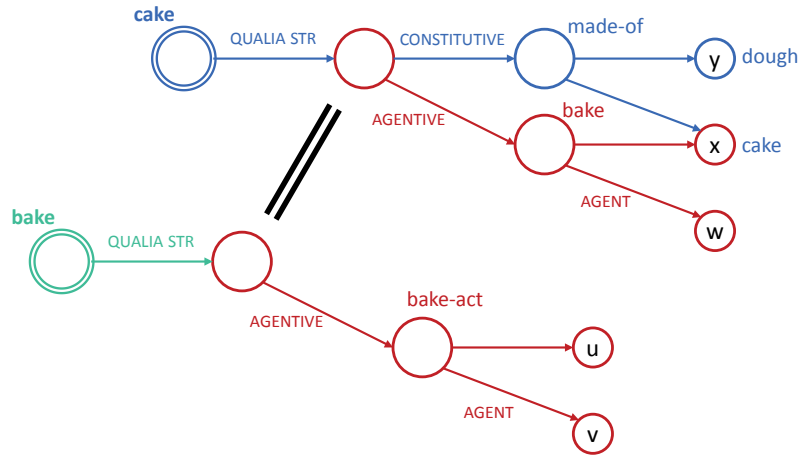 cake
QUALIA STR
CONSTITUTIVE
made-of
y
dough
AGENTIVE
bake
x
cake
AGENT
w
bake
QUALIA STR
AGENTIVE
bake-act
u
AGENT
v